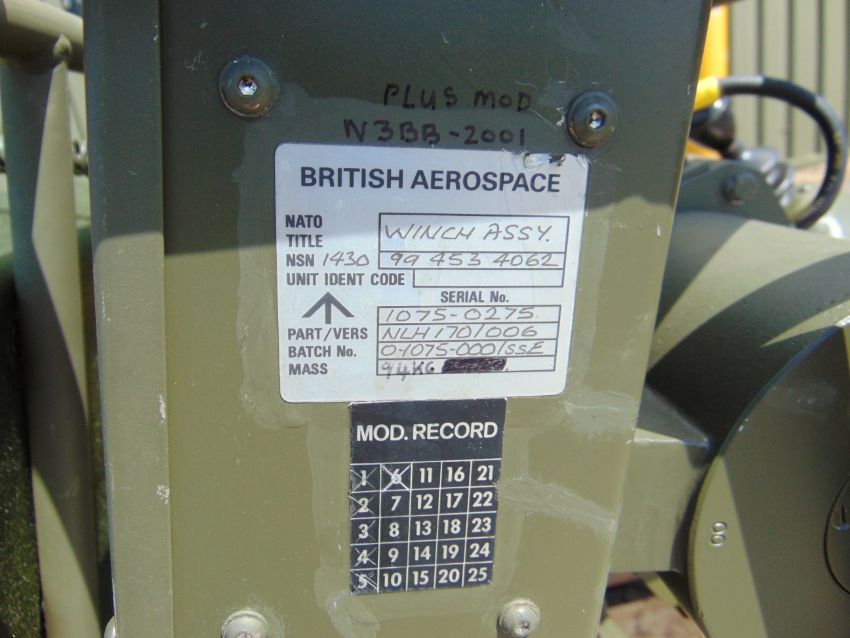 PLUS MOD
N3BB-2001
BRITISH AEROSPACE
NATO
TITLE WINCH ASSY.
NSN 1430 99 453 4062
UNIT IDENT CODE
SERIAL No.
1075-0275
PART/VERS NLH 170/006
BATCH No. 0-1075-0001SSE
MASS 94KG
MOD. RECORD
1 6 11 16 21
2 7 12 17 22
3 8 13 18 23
4 9 14 19 24
5 10 15 20 25
8